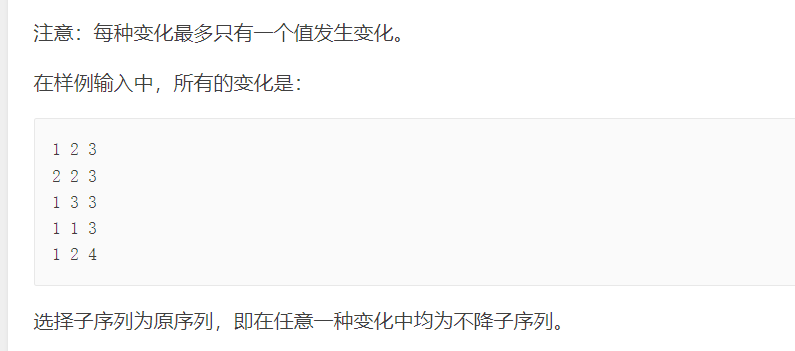 注意：每种变化最多只有一个值发生变化。
在样例输入中，所有的变化是：
1 2 3
2 2 3
1 3 3
1 1 3
1 2 4
选择子序列为原序列，即在任意一种变化中均为不降子序列。